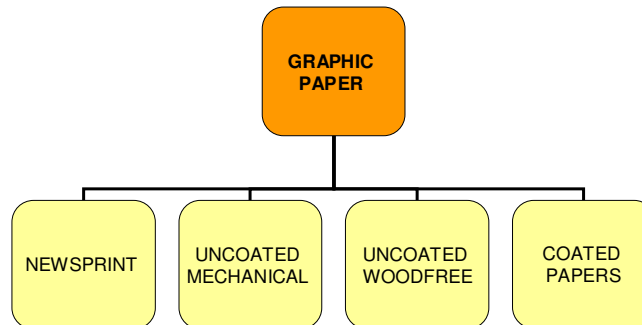 GRAPHIC
PAPER
NEWSPRINT
UNCOATED
MECHANICAL
UNCOATED
WOODFREE
COATED
PAPERS